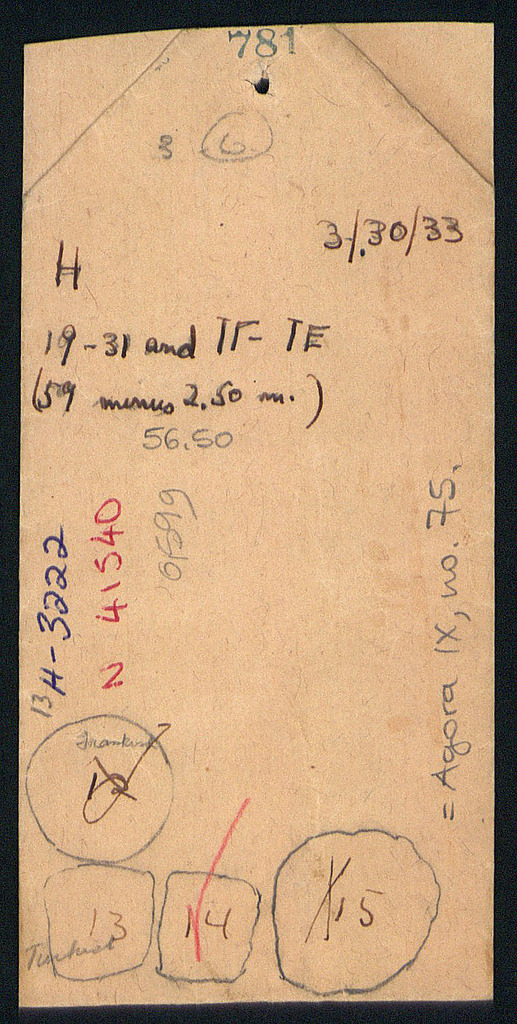 781
3 6
3/30/33
H
19-31 and ΙΓ- ΙΕ
(59 minus 2.50 m.)
56.50
13 H-3222
N 41540
= Agora IX, no. 75.
Frankish
12
13
Turkish
14
15